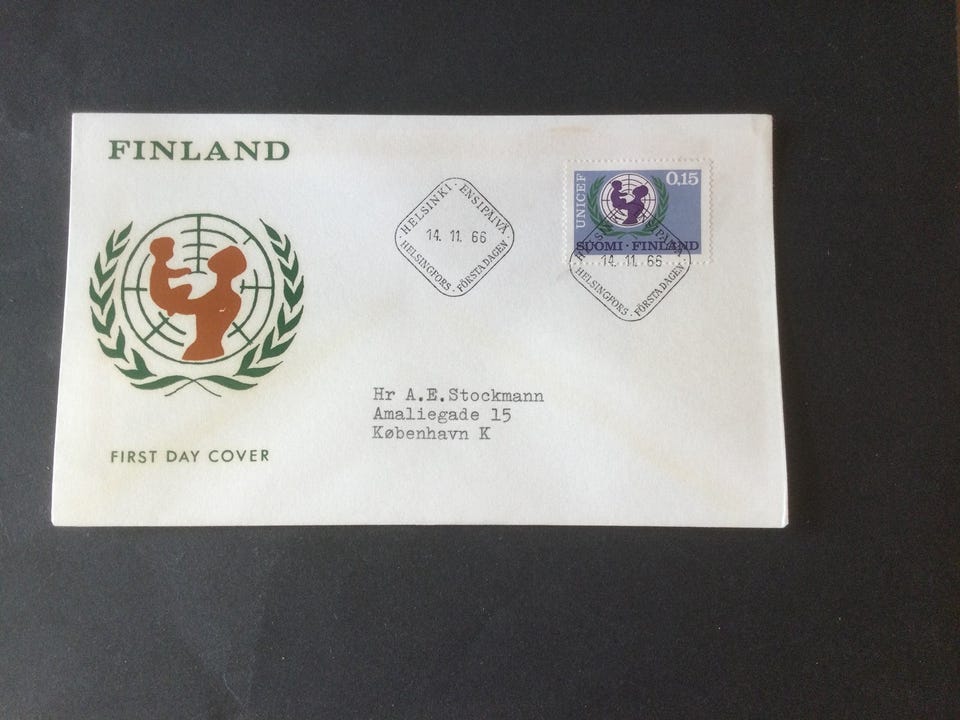 FINLAND
HELSINKI · ENSIPÄIVÄ
14. 11. 66
HELSINGFORS · FÖRSTA DAGEN
UNICEF
0,15
SUOMI · FINLAND
14. 11. 66
HELSINGFORS · FÖRSTA DAGEN
Hr A.E.Stockmann
Amaliegade 15
København K
FIRST DAY COVER